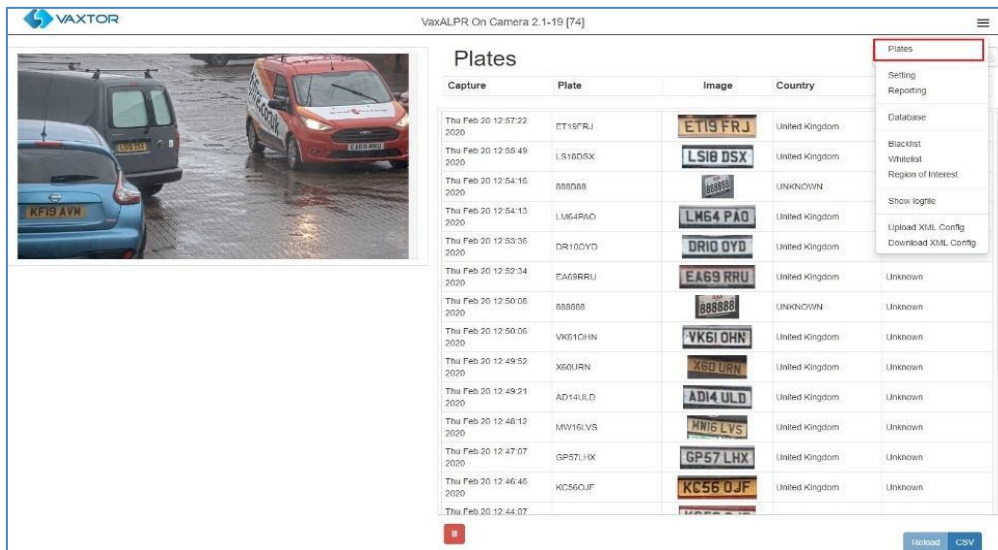 VAXTOR
VaxALPR On Camera 2.1-19 [74]
Plates
Capture Plate Image Country
Plates
Setting
Reporting
Database
Blacklist
Whitelist
Region of Interest
Show logfile
Upload XML Config
Download XML Config
KF19 AVM
EA69 RRU
Thu Feb 20 12:57:22 2020 ET19FRJ ET19 FRJ United Kingdom
Thu Feb 20 12:55:49 2020 LS18DSX LS18 DSX United Kingdom
Thu Feb 20 12:54:16 2020 888888 888888 UNKNOWN
Thu Feb 20 12:54:13 2020 LM64PAO LM64 PAO United Kingdom
Thu Feb 20 12:53:36 2020 DR10OYD DR10 OYD United Kingdom
Thu Feb 20 12:52:34 2020 EA69RRU EA69 RRU United Kingdom Unknown
Thu Feb 20 12:50:08 2020 888888 888888 UNKNOWN Unknown
Thu Feb 20 12:50:06 2020 VK61OHN VK61 OHN United Kingdom Unknown
Thu Feb 20 12:49:52 2020 X60URN X60 URN United Kingdom Unknown
Thu Feb 20 12:49:21 2020 AD14ULD AD14 ULD United Kingdom Unknown
Thu Feb 20 12:48:12 2020 MW16LVS MW16 LVS United Kingdom Unknown
Thu Feb 20 12:47:07 2020 GP57LHX GP57 LHX United Kingdom Unknown
Thu Feb 20 12:46:46 2020 KC56OJF KC56 OJF United Kingdom Unknown
Thu Feb 20 12:44:07
Reload CSV